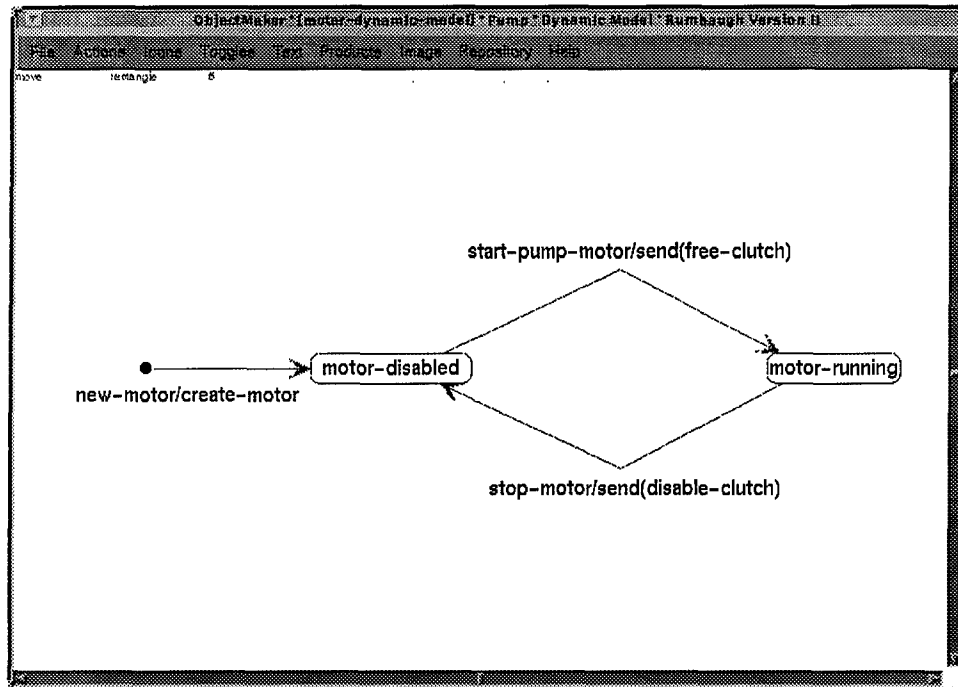 ObjectMaker * [motor-dynamic-model] * Pump * Dynamic Model * Rumbaugh Version II
File Actions Icons Toggles Text Products Image Repository Help
move rectangle
start-pump-motor/send(free-clutch)
motor-disabled
motor-running
new-motor/create-motor
stop-motor/send(disable-clutch)